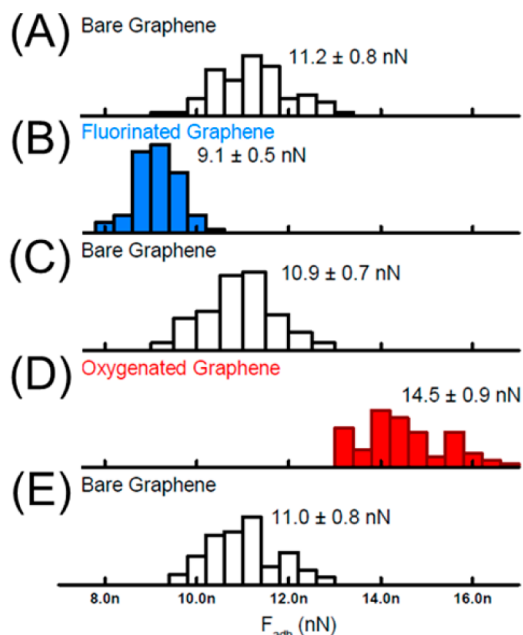 (A) Bare Graphene
11.2 ± 0.8 nN
(B) Fluorinated Graphene
9.1 ± 0.5 nN
(C) Bare Graphene
10.9 ± 0.7 nN
(D) Oxygenated Graphene
14.5 ± 0.9 nN
(E) Bare Graphene
11.0 ± 0.8 nN
8.0n 10.0n 12.0n 14.0n 16.0n
F_adh (nN)